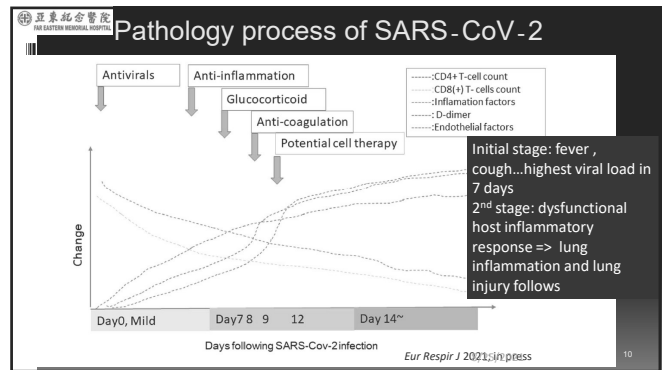 亞東紀念醫院
FAR EASTERN MEMORIAL HOSPITAL
Pathology process of SARS-CoV-2
Antivirals
Anti-inflammation
Glucocorticoid
Anti-coagulation
Potential cell therapy
------:CD4+ T-cell count
CD8(+) T- cells count
------:Inflamation factors
------: D-dimer
------:Endothelial factors
Initial stage: fever ,
cough...highest viral load in
7 days
2nd stage: dysfunctional
host inflammatory
response => lung
inflammation and lung
injury follows
Change
Day0, Mild
Day7 8 9 12
Day 14~
Days following SARS-Cov-2 infection
Eur Respir J 2021; in press
10